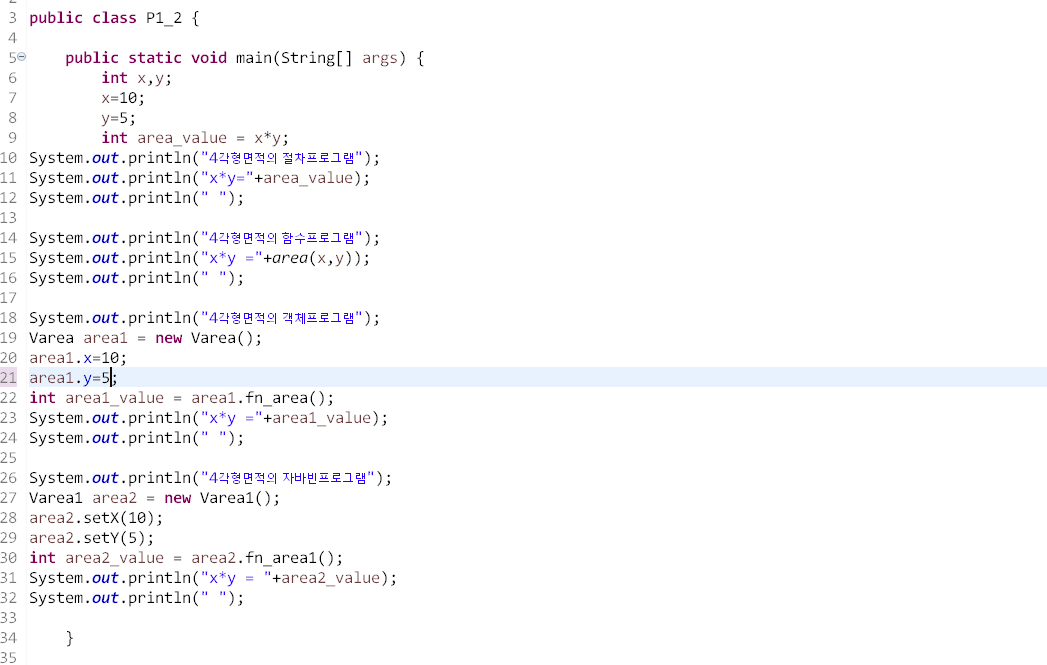 2
3 public class P1_2 {
4
5 public static void main(String[] args) {
6 int x,y;
7 x=10;
8 y=5;
9 int area_value = x*y;
10 System.out.println("4각형면적의 절차프로그램");
11 System.out.println("x*y="+area_value);
12 System.out.println(" ");
13
14 System.out.println("4각형면적의 함수프로그램");
15 System.out.println("x*y ="+area(x,y));
16 System.out.println(" ");
17
18 System.out.println("4각형면적의 객체프로그램");
19 Varea area1 = new Varea();
20 area1.x=10;
21 area1.y=5;
22 int area1_value = area1.fn_area();
23 System.out.println("x*y ="+area1_value);
24 System.out.println(" ");
25
26 System.out.println("4각형면적의 자바빈프로그램");
27 Varea1 area2 = new Varea1();
28 area2.setX(10);
29 area2.setY(5);
30 int area2_value = area2.fn_area1();
31 System.out.println("x*y = "+area2_value);
32 System.out.println(" ");
33
34 }
35